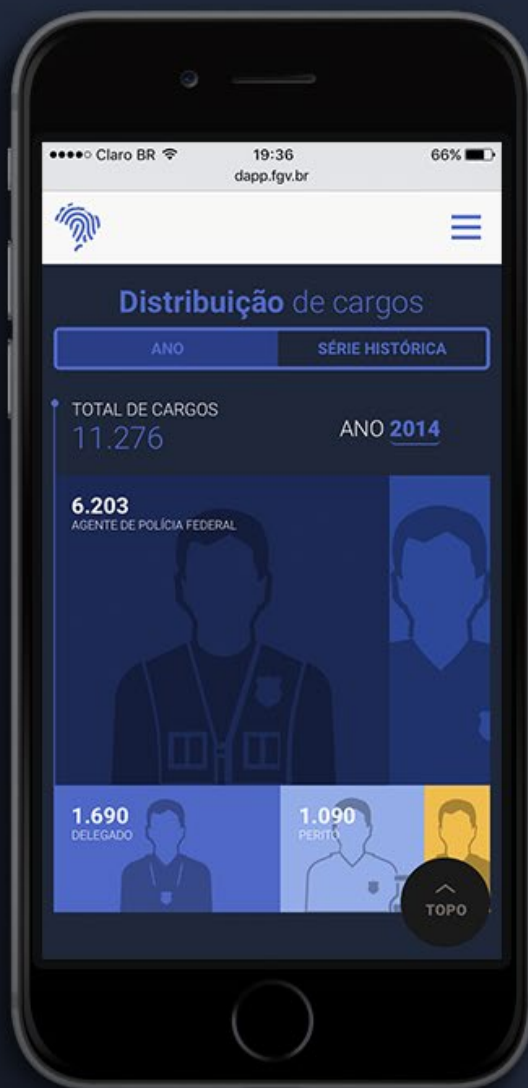 Claro BR
19:36
66%
dapp.fgv.br
Distribuição de cargos
ANO
SÉRIE HISTÓRICA
TOTAL DE CARGOS
11.276
ANO 2014
6.203
AGENTE DE POLÍCIA FEDERAL
1.690
DELEGADO
1.090
PERITO
TOPO